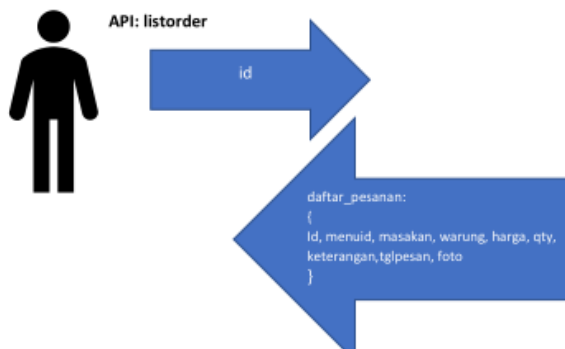 API: listorder
id
daftar_pesanan:
{
Id, menuid, masakan, warung, harga, qty,
keterangan,tglpesan, foto
}